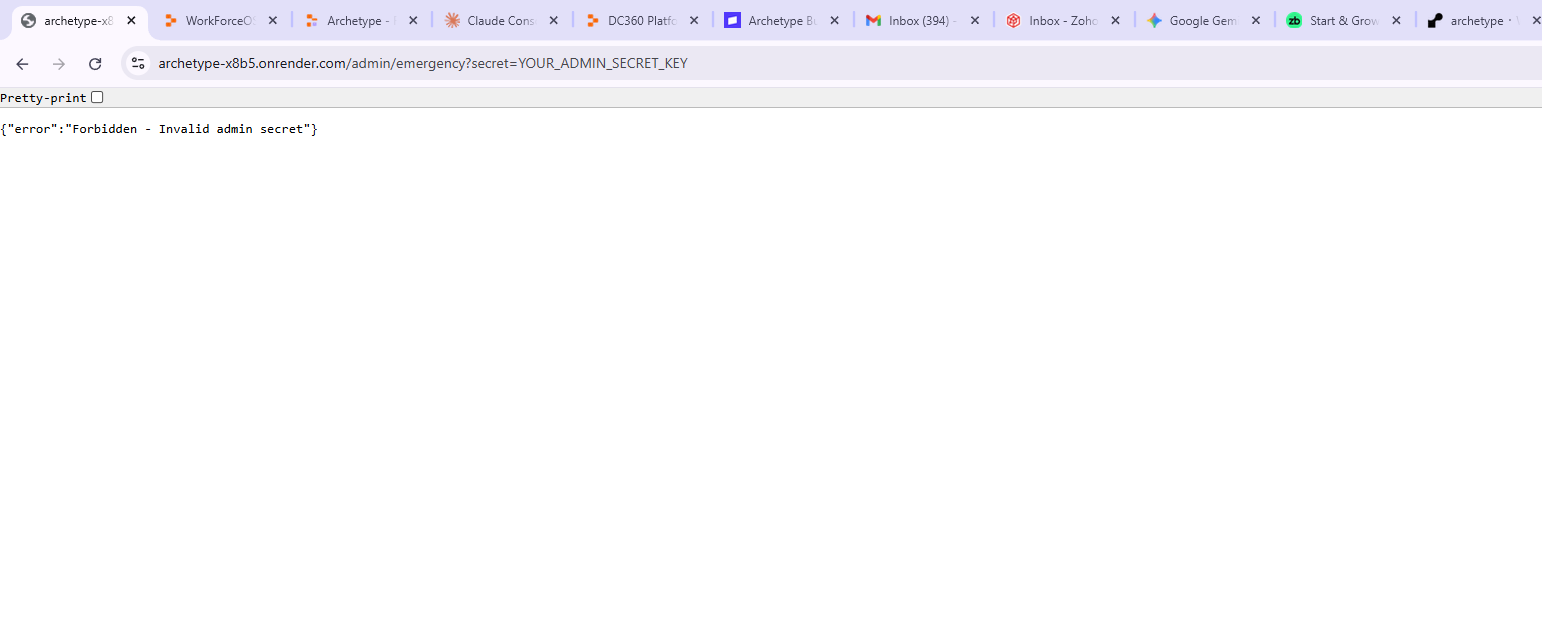 archetype-x8 WorkForceO Archetype - Claude Cons DC360 Platfo Archetype Bu Inbox (394) - Inbox - Zoho Google Gem zb Start & Grow archetype ·
archetype-x8b5.onrender.com/admin/emergency?secret=YOUR_ADMIN_SECRET_KEY
Pretty-print
{"error":"Forbidden - Invalid admin secret"}